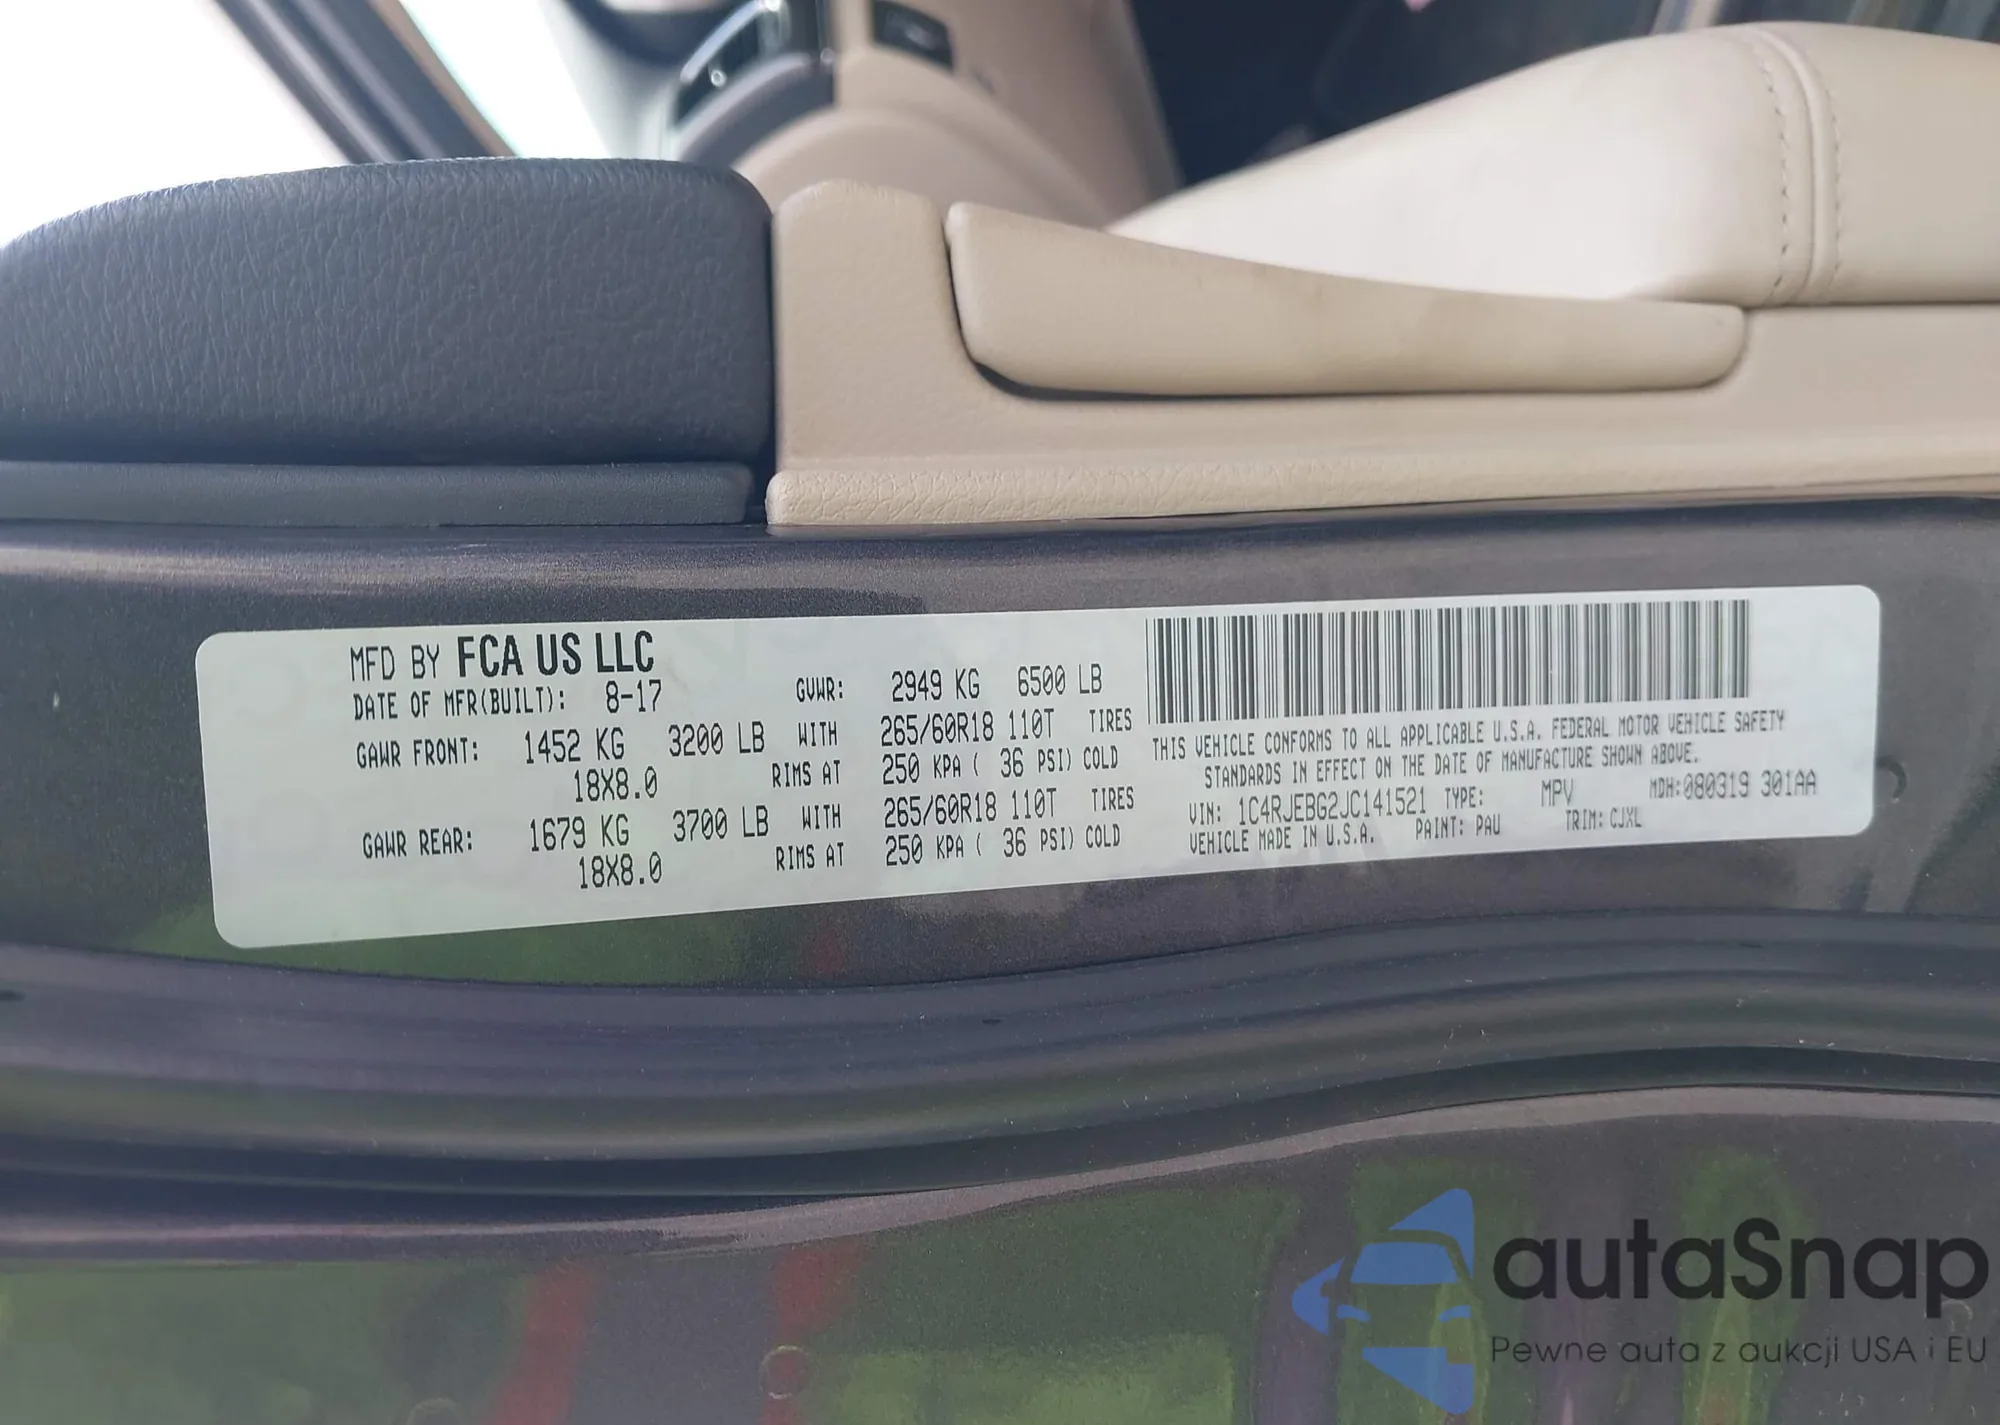 MFD BY FCA US LLC
DATE OF MFR(BUILT): 8-17 GVWR: 2949 KG 6500 LB
GAWR FRONT: 1452 KG 3200 LB WITH 265/60R18 110T TIRES
18X8.0 RIMS AT 250 KPA ( 36 PSI) COLD
GAWR REAR: 1679 KG 3700 LB WITH 265/60R18 110T TIRES
18X8.0 RIMS AT 250 KPA ( 36 PSI) COLD
THIS VEHICLE CONFORMS TO ALL APPLICABLE U.S.A. FEDERAL MOTOR VEHICLE SAFETY
STANDARDS IN EFFECT ON THE DATE OF MANUFACTURE SHOWN ABOVE.
VIN: 1C4RJEBG2JC141521 TYPE: MPV MDH:080319 301AA
VEHICLE MADE IN U.S.A. PAINT: PAU TRIM: CJXL
autaSnap
Pewne auta z aukcji USA i EU